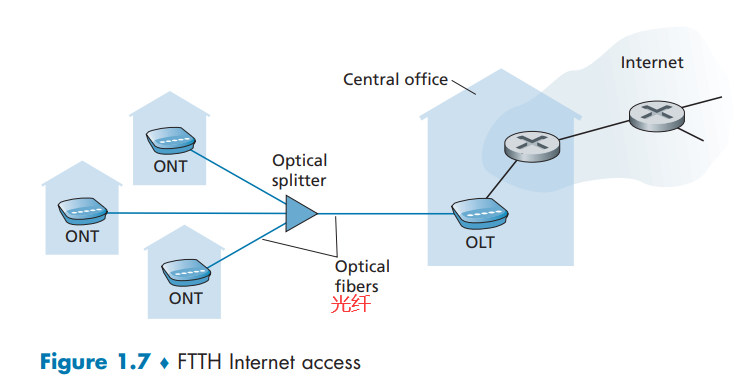 Internet
Central office
ONT
Optical
splitter
ONT
OLT
Optical
fibers
光纤
ONT
Figure 1.7 ♦ FTTH Internet access